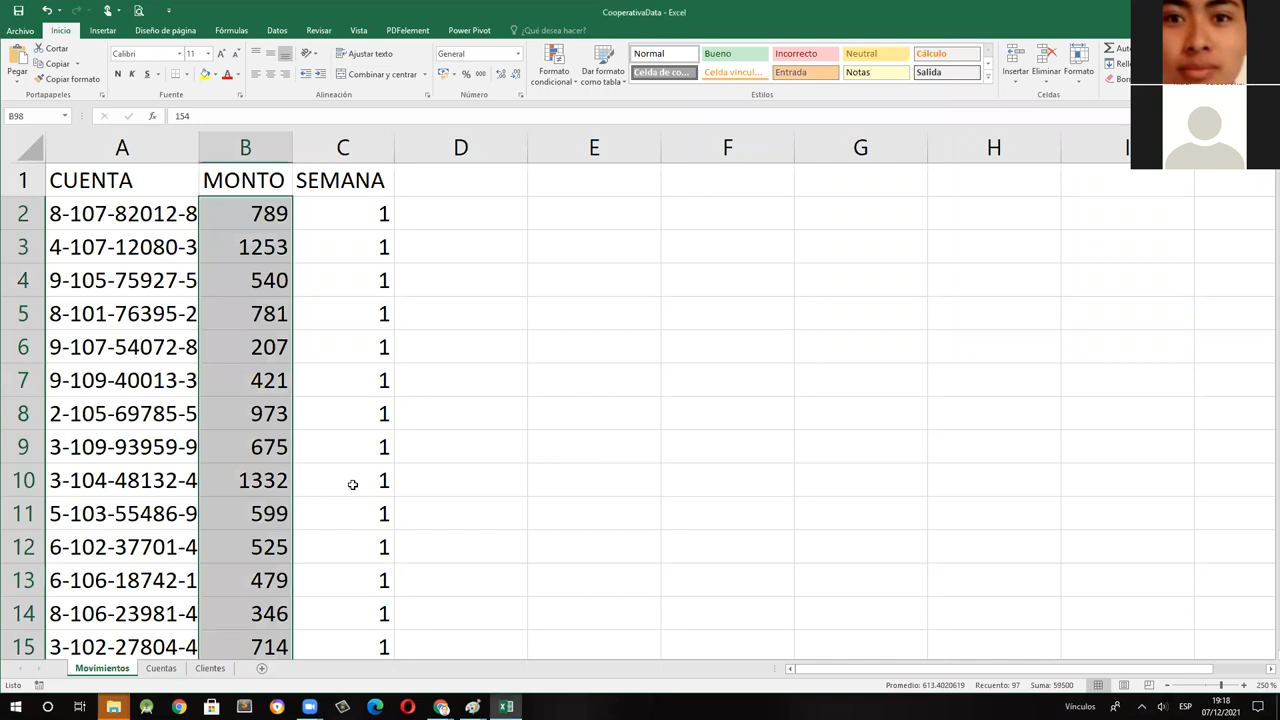 CooperativaData - Excel
Archivo Inicio Insertar Diseño de página Fórmulas Datos Revisar Vista PDFelement Power Pivot ¿Qué desea hacer?
Pegar Cortar Copiar Copiar formato
Calibri 11 N K S
Ajustar texto Combinar y centrar
General % 000
Formato condicional Dar formato como tabla
Normal Bueno Incorrecto Neutral Cálculo
Celda de co... Celda vincul... Entrada Notas Salida
Insertar Eliminar Formato
Portapapeles Fuente Alineación Número Estilos Celdas
B98 fx 154
A B C D E F G H I
1 CUENTA MONTO SEMANA
2 8-107-82012-8 789 1
3 4-107-12080-3 1253 1
4 9-105-75927-5 540 1
5 8-101-76395-2 781 1
6 9-107-54072-8 207 1
7 9-109-40013-3 421 1
8 2-105-69785-5 973 1
9 3-109-93959-9 675 1
10 3-104-48132-4 1332 1
11 5-103-55486-9 599 1
12 6-102-37701-4 525 1
13 6-106-18742-1 479 1
14 8-106-23981-4 346 1
15 3-102-27804-4 714 1
Movimientos Cuentas Clientes
Listo Promedio: 613.4020619 Recuento: 97 Suma: 59500 250 %
Vínculos ESP 19:18
07/12/2021